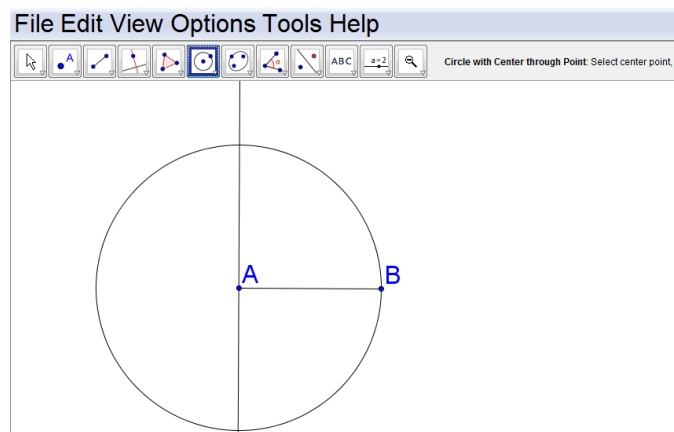 File Edit View Options Tools Help
A ABC a=2 Circle with Center through Point: Select center point,
A B